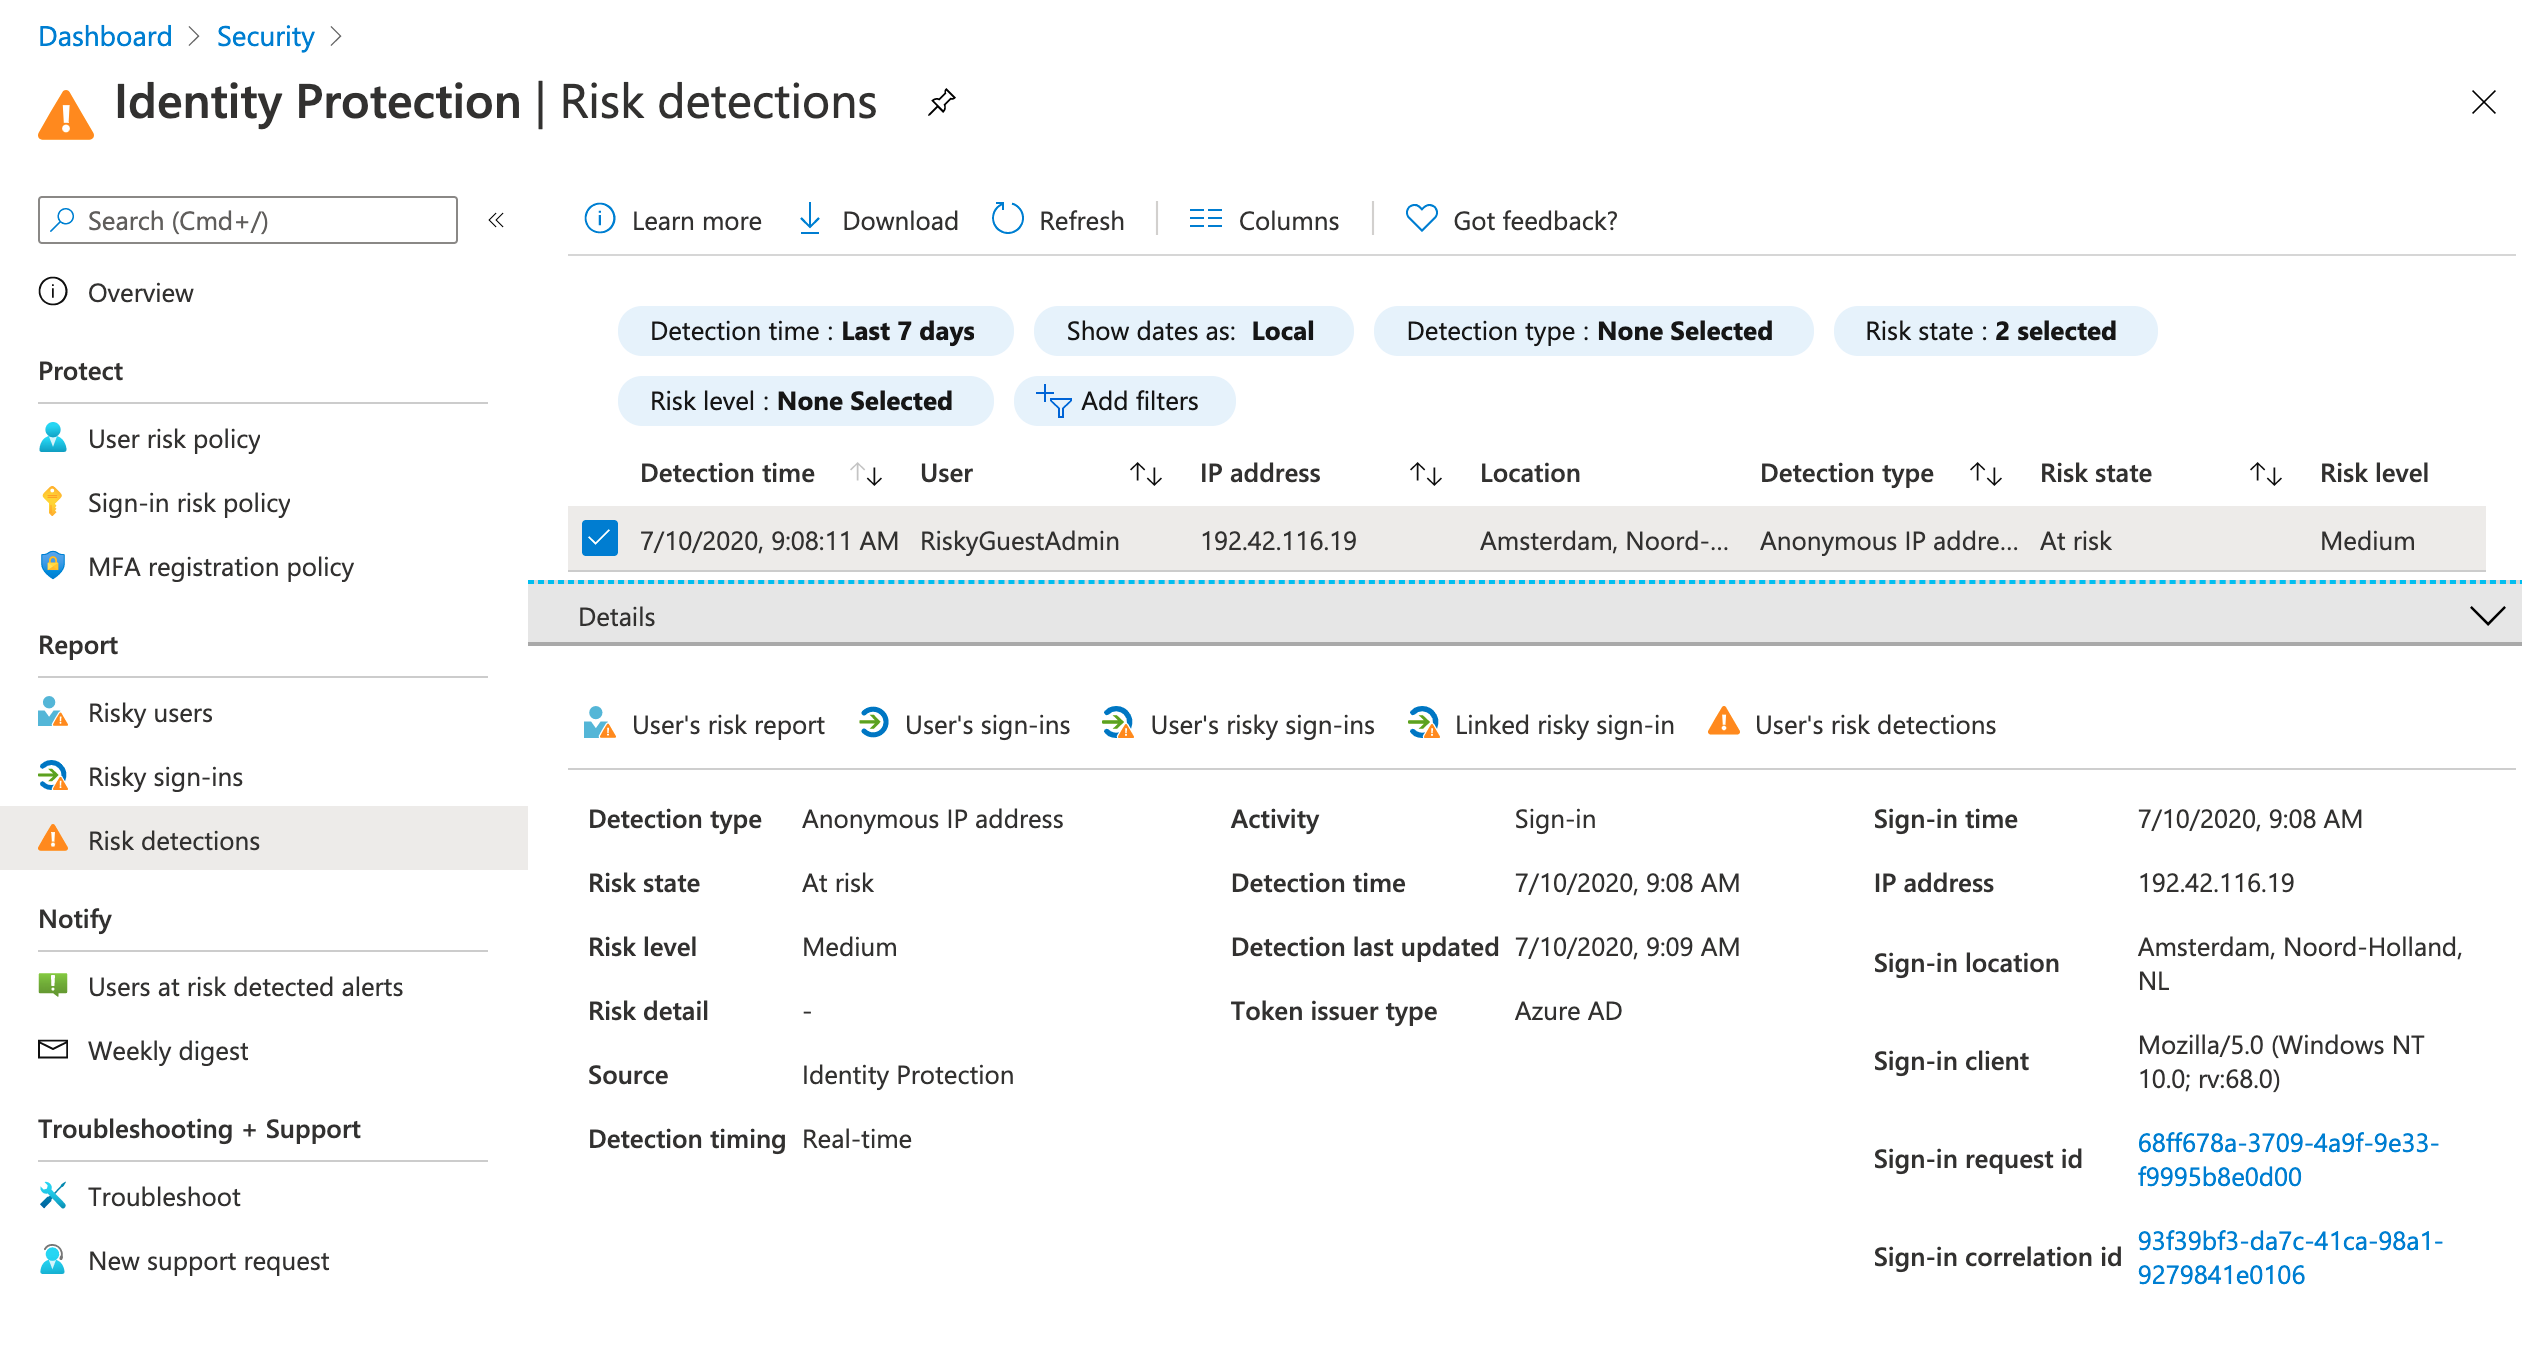 Dashboard > Security >
Identity Protection | Risk detections
Search (Cmd+/)
«
Overview
Protect
User risk policy
Sign-in risk policy
MFA registration policy
Report
Risky users
Risky sign-ins
Risk detections
Notify
Users at risk detected alerts
Weekly digest
Troubleshooting + Support
Troubleshoot
New support request
Learn more Download Refresh Columns Got feedback?
Detection time : Last 7 days Show dates as: Local Detection type : None Selected Risk state : 2 selected
Risk level : None Selected Add filters
Detection time ↑↓ User ↑↓ IP address ↑↓ Location Detection type ↑↓ Risk state ↑↓ Risk level
7/10/2020, 9:08:11 AM RiskyGuestAdmin 192.42.116.19 Amsterdam, Noord-... Anonymous IP addre... At risk Medium
Details
User's risk report User's sign-ins User's risky sign-ins Linked risky sign-in User's risk detections
Detection type Anonymous IP address
Risk state At risk
Risk level Medium
Risk detail -
Source Identity Protection
Detection timing Real-time
Activity Sign-in
Detection time 7/10/2020, 9:08 AM
Detection last updated 7/10/2020, 9:09 AM
Token issuer type Azure AD
Sign-in time 7/10/2020, 9:08 AM
IP address 192.42.116.19
Sign-in location Amsterdam, Noord-Holland,
NL
Sign-in client Mozilla/5.0 (Windows NT
10.0; rv:68.0)
Sign-in request id 68ff678a-3709-4a9f-9e33-
f9995b8e0d00
Sign-in correlation id 93f39bf3-da7c-41ca-98a1-
9279841e0106